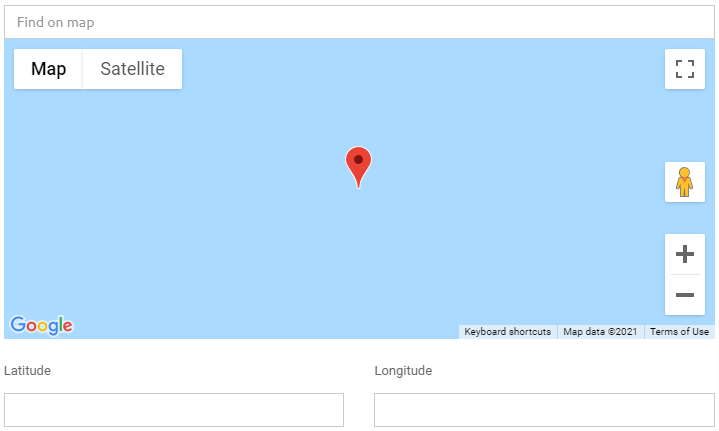 Find on map
Map Satellite
Google
Keyboard shortcuts Map data ©2021 Terms of Use
Latitude Longitude